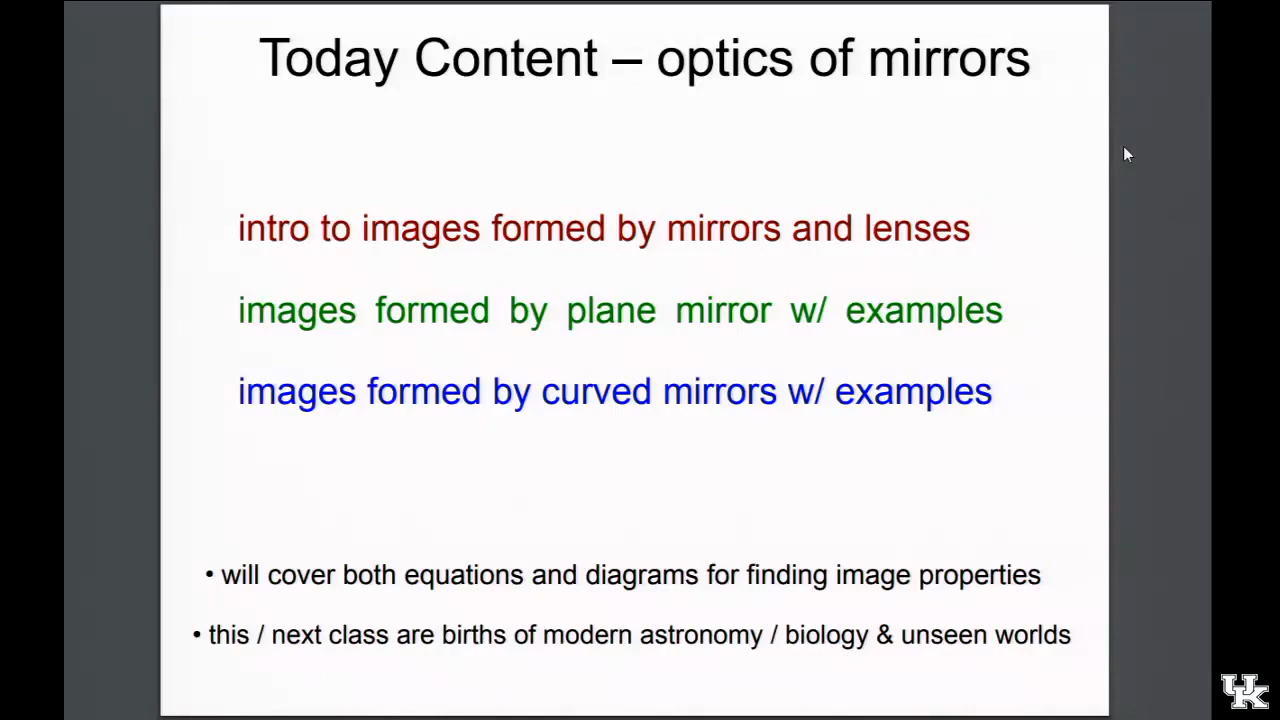 Today Content – optics of mirrors
intro to images formed by mirrors and lenses
images formed by plane mirror w/ examples
images formed by curved mirrors w/ examples
• will cover both equations and diagrams for finding image properties
• this / next class are births of modern astronomy / biology & unseen worlds
UK